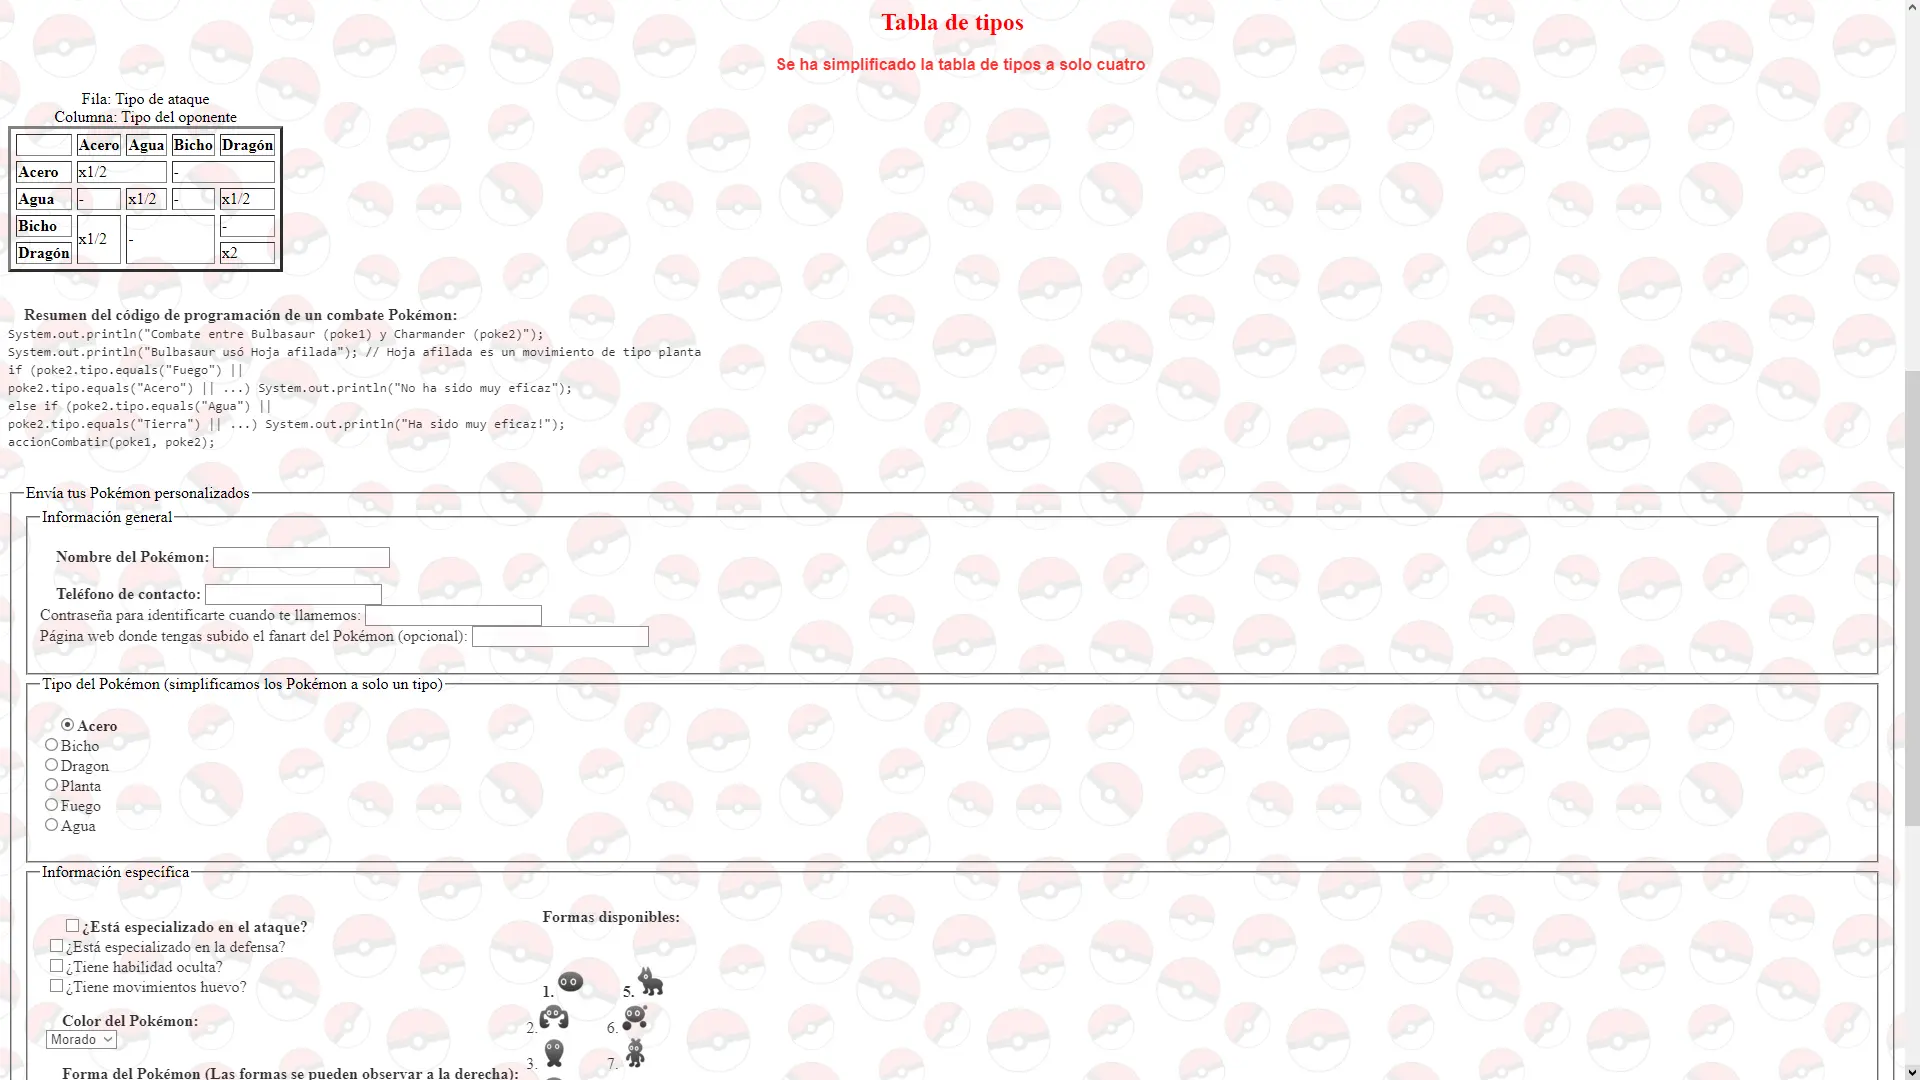 Tabla de tipos
Se ha simplificado la tabla de tipos a solo cuatro
Fila: Tipo de ataque
Columna: Tipo del oponente
Acero Agua Bicho Dragón
Acero x1/2 -
Agua - x1/2 - x1/2
Bicho x1/2 - -
Dragón x2
Resumen del código de programación de un combate Pokémon:
System.out.println("Combate entre Bulbasaur (poke1) y Charmander (poke2)");
System.out.println("Bulbasaur usó Hoja afilada"); // Hoja afilada es un movimiento de tipo planta
if (poke2.tipo.equals("Fuego") ||
poke2.tipo.equals("Acero") || ...) System.out.println("No ha sido muy eficaz");
else if (poke2.tipo.equals("Agua") ||
poke2.tipo.equals("Tierra") || ...) System.out.println("Ha sido muy eficaz!");
accionCombatir(poke1, poke2);
Envía tus Pokémon personalizados
Información general
Nombre del Pokémon:
Teléfono de contacto:
Contraseña para identificarte cuando te llamemos:
Página web donde tengas subido el fanart del Pokémon (opcional):
Tipo del Pokémon (simplificamos los Pokémon a solo un tipo)
Acero
Bicho
Dragon
Planta
Fuego
Agua
Información específica
¿Está especializado en el ataque?
¿Está especializado en la defensa?
¿Tiene habilidad oculta?
¿Tiene movimientos huevo?
Color del Pokémon:
Morado
Forma del Pokémon (Las formas se pueden observar a la derecha):
Formas disponibles:
1. 5.
2. 6.
3. 7.